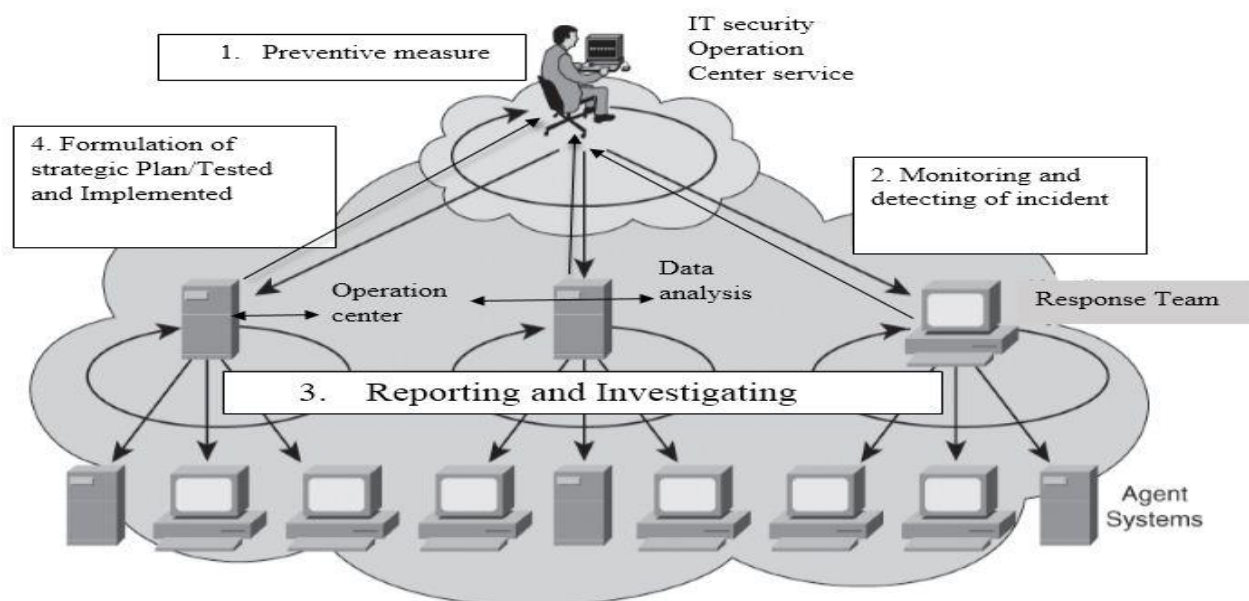 IT security
Operation
Center service
1. Preventive measure
4. Formulation of
strategic Plan/Tested
and Implemented
2. Monitoring and
detecting of incident
Operation
center
Data
analysis
Response Team
3. Reporting and Investigating
Agent
Systems